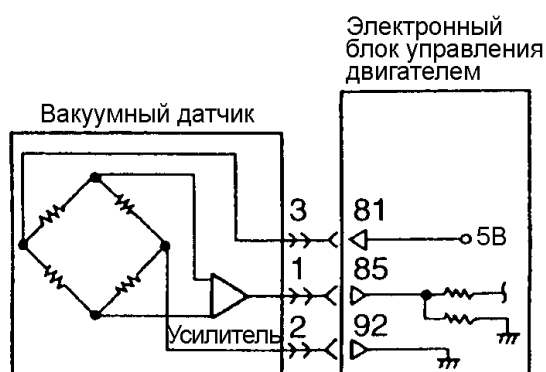 Электронный
блок управления
двигателем
Вакуумный датчик
3 81
5В
1 85
Усилитель 2 92